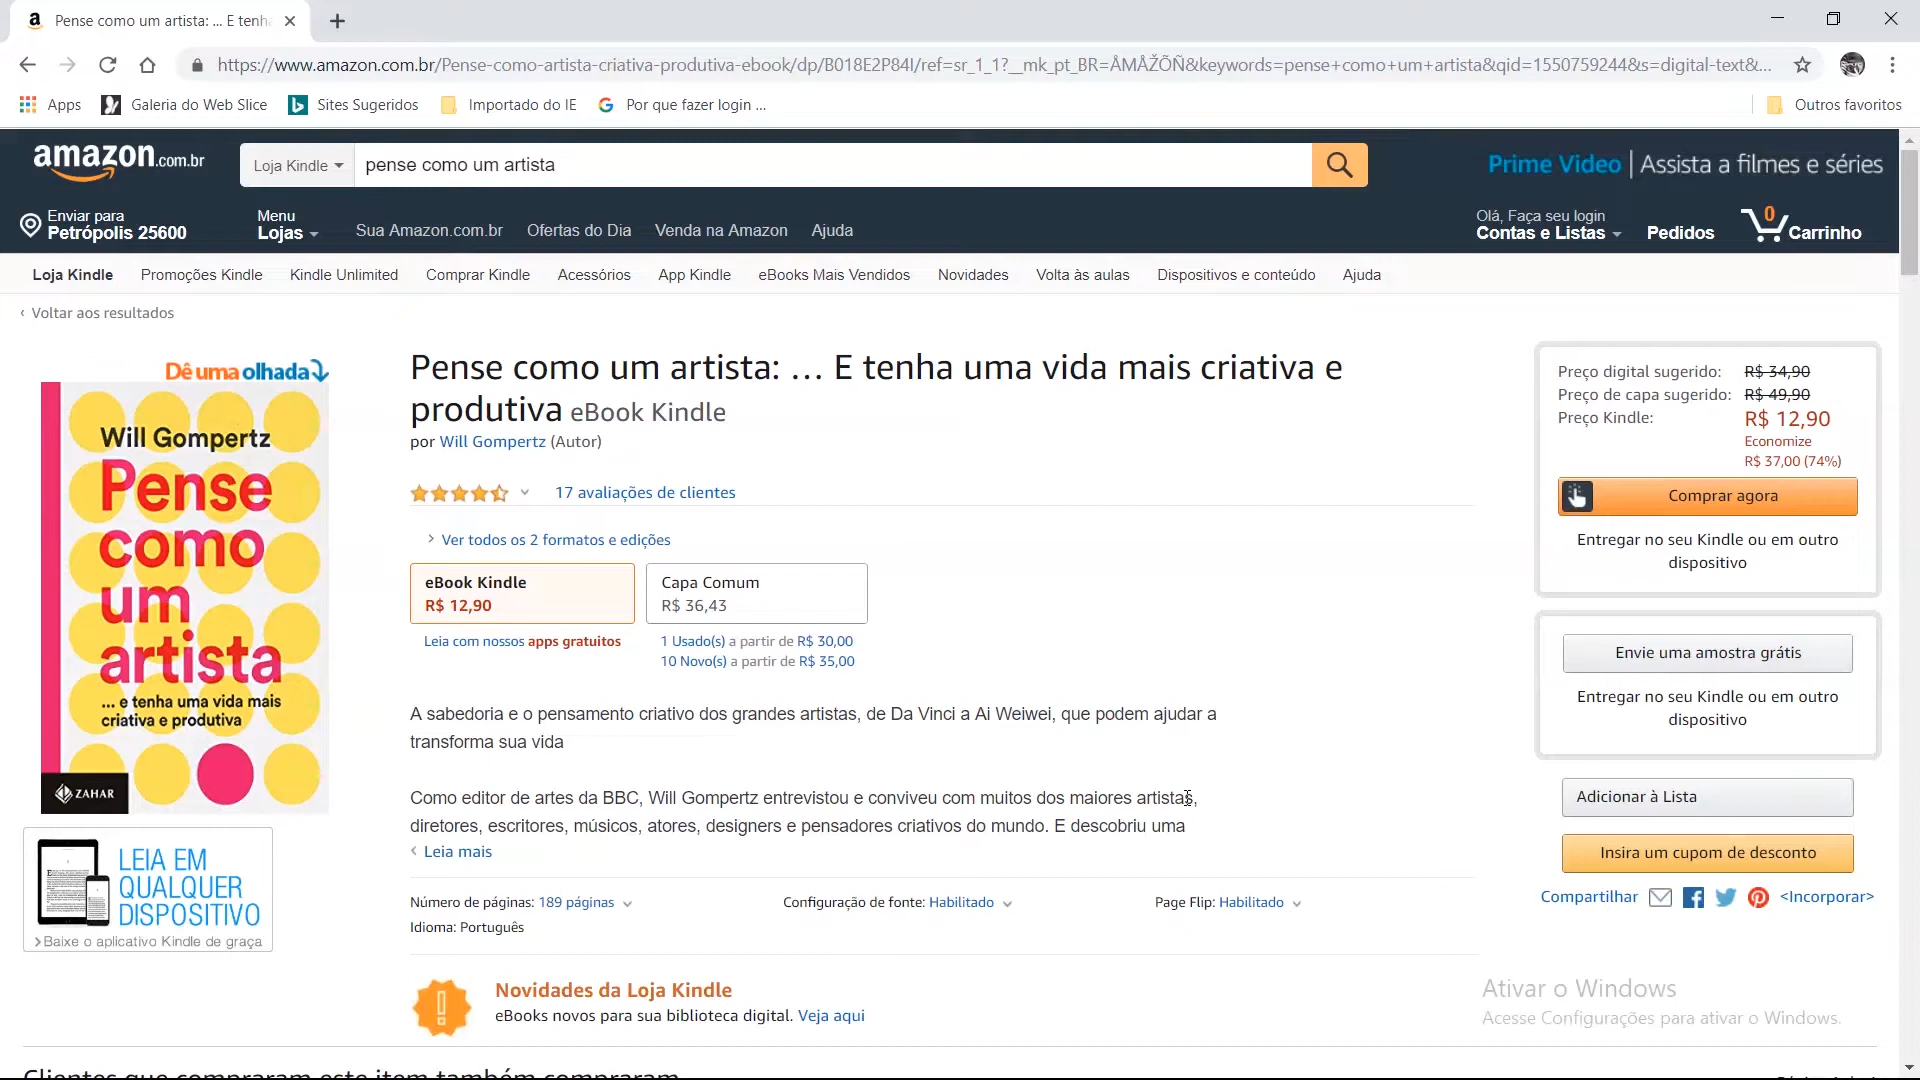 Pense como um artista: ... E tenha
https://www.amazon.com.br/Pense-como-artista-criativa-produtiva-ebook/dp/B018E2P84I/ref=sr_1_1?__mk_pt_BR=ÅMÅŽÕÑ&keywords=pense+como+um+artista&qid=1550759244&s=digital-text&...
Apps Galeria do Web Slice Sites Sugeridos Importado do IE Por que fazer login ... Outros favoritos
amazon.com.br Loja Kindle pense como um artista Prime Video | Assista a filmes e séries
Enviar para
Petrópolis 25600
Menu
Lojas
Sua Amazon.com.br Ofertas do Dia Venda na Amazon Ajuda
Olá, Faça seu login
Contas e Listas
Pedidos
0
Carrinho
Loja Kindle Promoções Kindle Kindle Unlimited Comprar Kindle Acessórios App Kindle eBooks Mais Vendidos Novidades Volta às aulas Dispositivos e conteúdo Ajuda
‹ Voltar aos resultados
Dê uma olhada
Will Gompertz
Pense
como
um
artista
... e tenha uma vida mais
criativa e produtiva
ZAHAR
LEIA EM
QUALQUER
DISPOSITIVO
Baixe o aplicativo Kindle de graça
Pense como um artista: ... E tenha uma vida mais criativa e
produtiva eBook Kindle
por Will Gompertz (Autor)
17 avaliações de clientes
Ver todos os 2 formatos e edições
eBook Kindle
R$ 12,90
Capa Comum
R$ 36,43
Leia com nossos apps gratuitos
1 Usado(s) a partir de R$ 30,00
10 Novo(s) a partir de R$ 35,00
A sabedoria e o pensamento criativo dos grandes artistas, de Da Vinci a Ai Weiwei, que podem ajudar a
transforma sua vida
Como editor de artes da BBC, Will Gompertz entrevistou e conviveu com muitos dos maiores artistas,
diretores, escritores, músicos, atores, designers e pensadores criativos do mundo. E descobriu uma
Leia mais
Número de páginas: 189 páginas Configuração de fonte: Habilitado Page Flip: Habilitado
Idioma: Português
Novidades da Loja Kindle
eBooks novos para sua biblioteca digital. Veja aqui
Preço digital sugerido: R$ 34,90
Preço de capa sugerido: R$ 49,90
Preço Kindle: R$ 12,90
Economize
R$ 37,00 (74%)
Comprar agora
Entregar no seu Kindle ou em outro
dispositivo
Envie uma amostra grátis
Entregar no seu Kindle ou em outro
dispositivo
Adicionar à Lista
Insira um cupom de desconto
Compartilhar <Incorporar>
Ativar o Windows
Acesse Configurações para ativar o Windows.
Clientes que compraram este item também compraram